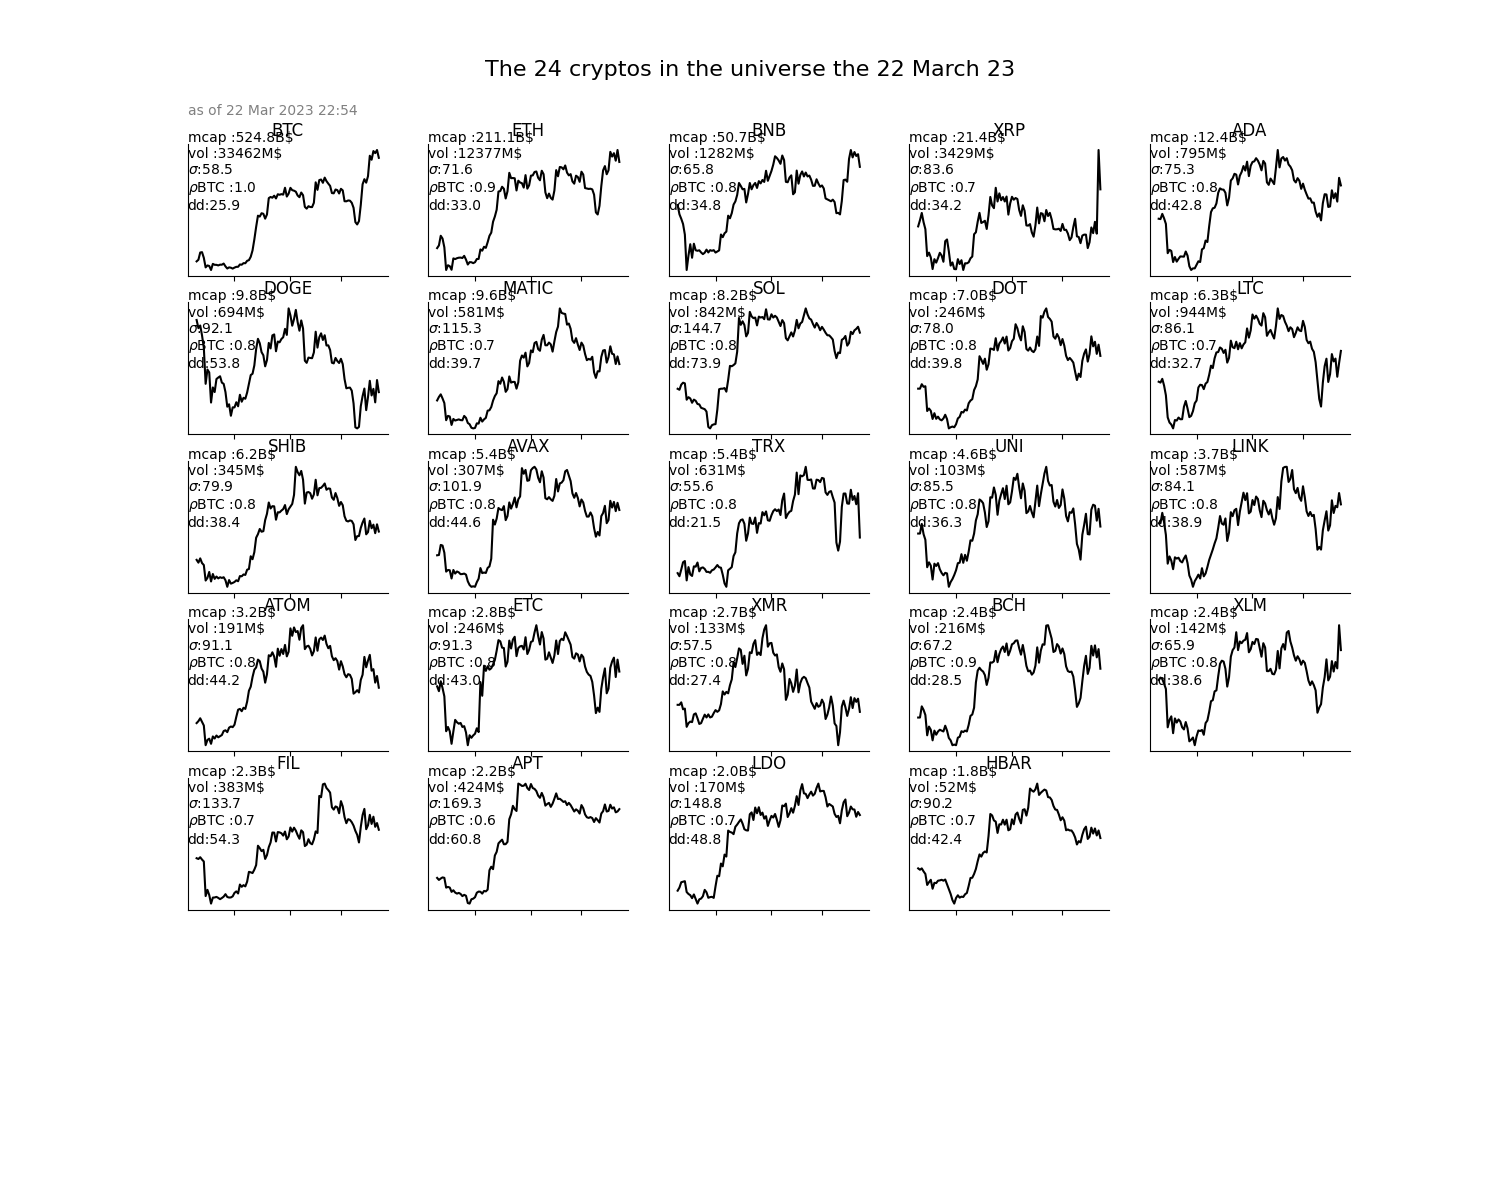 The 24 cryptos in the universe the 22 March 23
as of 22 Mar 2023 22:54
BTC
mcap :524.8B$
vol :33462M$
σ:58.5
ρBTC :1.0
dd:25.9
ETH
mcap :211.1B$
vol :12377M$
σ:71.6
ρBTC :0.9
dd:33.0
BNB
mcap :50.7B$
vol :1282M$
σ:65.8
ρBTC :0.8
dd:34.8
XRP
mcap :21.4B$
vol :3429M$
σ:83.6
ρBTC :0.7
dd:34.2
ADA
mcap :12.4B$
vol :795M$
σ:75.3
ρBTC :0.8
dd:42.8
DOGE
mcap :9.8B$
vol :694M$
σ:92.1
ρBTC :0.8
dd:53.8
MATIC
mcap :9.6B$
vol :581M$
σ:115.3
ρBTC :0.7
dd:39.7
SOL
mcap :8.2B$
vol :842M$
σ:144.7
ρBTC :0.8
dd:73.9
DOT
mcap :7.0B$
vol :246M$
σ:78.0
ρBTC :0.8
dd:39.8
LTC
mcap :6.3B$
vol :944M$
σ:86.1
ρBTC :0.7
dd:32.7
SHIB
mcap :6.2B$
vol :345M$
σ:79.9
ρBTC :0.8
dd:38.4
AVAX
mcap :5.4B$
vol :307M$
σ:101.9
ρBTC :0.8
dd:44.6
TRX
mcap :5.4B$
vol :631M$
σ:55.6
ρBTC :0.8
dd:21.5
UNI
mcap :4.6B$
vol :103M$
σ:85.5
ρBTC :0.8
dd:36.3
LINK
mcap :3.7B$
vol :587M$
σ:84.1
ρBTC :0.8
dd:38.9
ATOM
mcap :3.2B$
vol :191M$
σ:91.1
ρBTC :0.8
dd:44.2
ETC
mcap :2.8B$
vol :246M$
σ:91.3
ρBTC :0.8
dd:43.0
XMR
mcap :2.7B$
vol :133M$
σ:57.5
ρBTC :0.8
dd:27.4
BCH
mcap :2.4B$
vol :216M$
σ:67.2
ρBTC :0.9
dd:28.5
XLM
mcap :2.4B$
vol :142M$
σ:65.9
ρBTC :0.8
dd:38.6
FIL
mcap :2.3B$
vol :383M$
σ:133.7
ρBTC :0.7
dd:54.3
APT
mcap :2.2B$
vol :424M$
σ:169.3
ρBTC :0.6
dd:60.8
LDO
mcap :2.0B$
vol :170M$
σ:148.8
ρBTC :0.7
dd:48.8
HBAR
mcap :1.8B$
vol :52M$
σ:90.2
ρBTC :0.7
dd:42.4